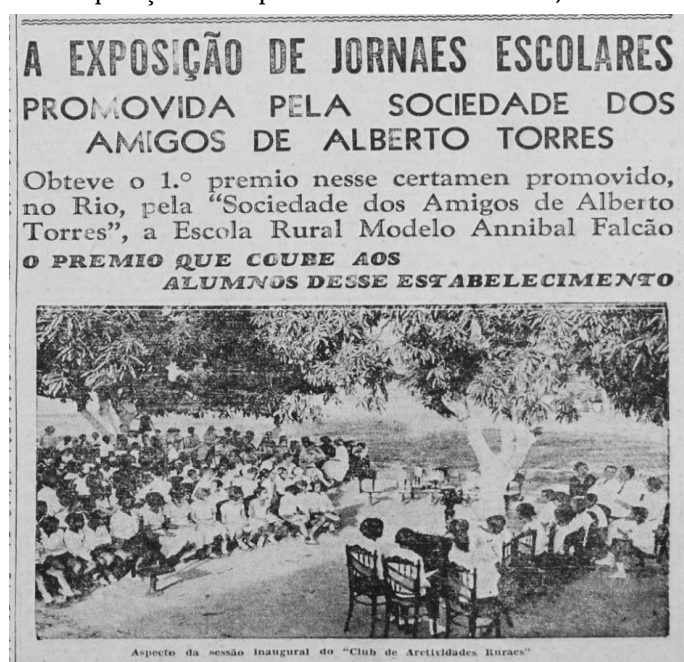 A EXPOSIÇÃO DE JORNAES ESCOLARES
PROMOVIDA PELA SOCIEDADE DOS
AMIGOS DE ALBERTO TORRES
Obteve o 1.º premio nesse certamen promovido,
no Rio, pela “Sociedade dos Amigos de Alberto
Torres”, a Escola Rural Modelo Annibal Falcão
O PREMIO QUE COUBE AOS
ALUMNOS DESSE ESTABELECIMENTO
Aspecto da sessão inaugural do “Club de Arctividades Ruraes”